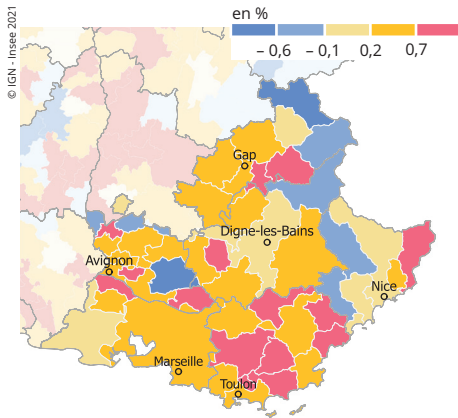 © IGN - Insee 2021
en %
– 0,6 – 0,1 0,2 0,7
Gap
Digne-les-Bains
Avignon
Nice
Marseille
Toulon